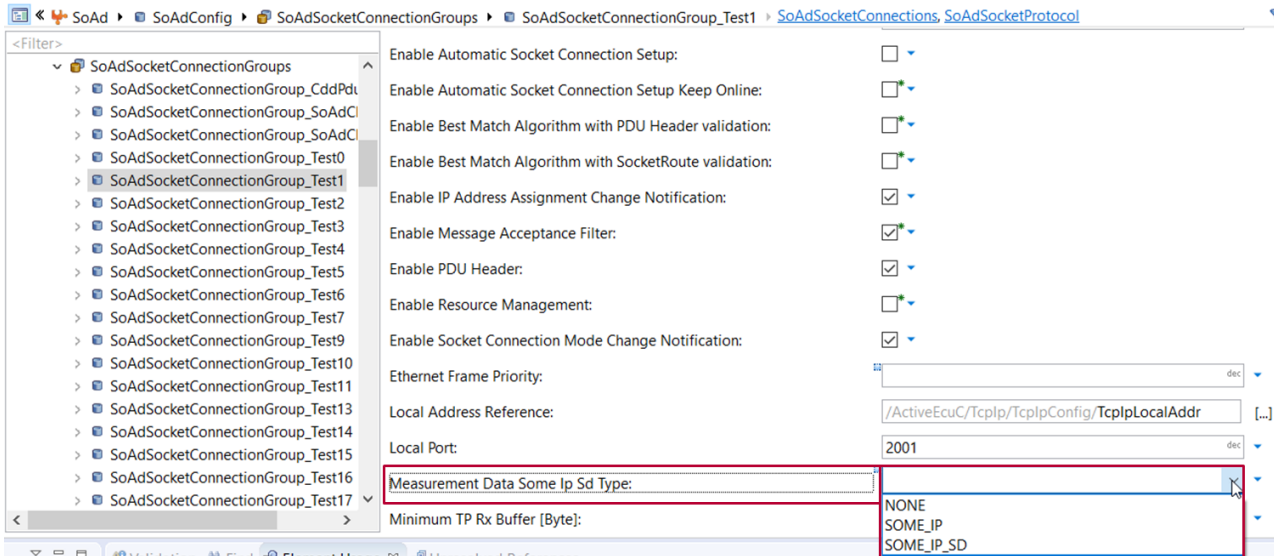 SoAd SoAdConfig SoAdSocketConnectionGroups SoAdSocketConnectionGroup_Test1 SoAdSocketConnections, SoAdSocketProtocol
<Filter>
SoAdSocketConnectionGroups
SoAdSocketConnectionGroup_CddPdu
SoAdSocketConnectionGroup_SoAdCl
SoAdSocketConnectionGroup_SoAdCl
SoAdSocketConnectionGroup_Test0
SoAdSocketConnectionGroup_Test1
SoAdSocketConnectionGroup_Test2
SoAdSocketConnectionGroup_Test3
SoAdSocketConnectionGroup_Test4
SoAdSocketConnectionGroup_Test5
SoAdSocketConnectionGroup_Test6
SoAdSocketConnectionGroup_Test7
SoAdSocketConnectionGroup_Test9
SoAdSocketConnectionGroup_Test10
SoAdSocketConnectionGroup_Test11
SoAdSocketConnectionGroup_Test13
SoAdSocketConnectionGroup_Test14
SoAdSocketConnectionGroup_Test15
SoAdSocketConnectionGroup_Test16
SoAdSocketConnectionGroup_Test17
Enable Automatic Socket Connection Setup:
Enable Automatic Socket Connection Setup Keep Online:
Enable Best Match Algorithm with PDU Header validation:
Enable Best Match Algorithm with SocketRoute validation:
Enable IP Address Assignment Change Notification:
Enable Message Acceptance Filter:
Enable PDU Header:
Enable Resource Management:
Enable Socket Connection Mode Change Notification:
Ethernet Frame Priority: dec
Local Address Reference: /ActiveEcuC/TcpIp/TcpIpConfig/TcpIpLocalAddr [...]
Local Port: 2001 dec
Measurement Data Some Ip Sd Type:
NONE
SOME_IP
SOME_IP_SD
Minimum TP Rx Buffer [Byte]: